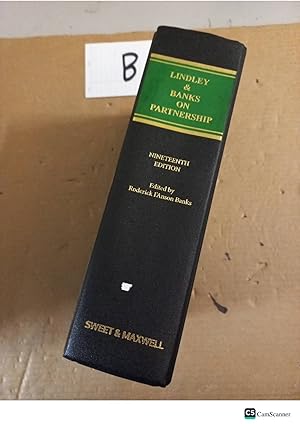 B
LINDLEY
&
BANKS
ON
PARTNERSHIP
NINETEENTH
EDITION
Edited by
Roderick I'Anson Banks
SWEET & MAXWELL
CS CamScanner